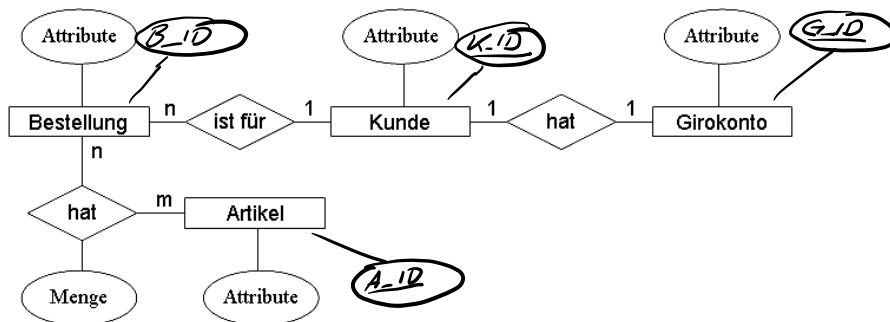 Attribute B_ID Attribute K_ID Attribute G_ID
Bestellung n ist für 1 Kunde 1 hat 1 Girokonto
n
hat m Artikel
Menge Attribute A_ID